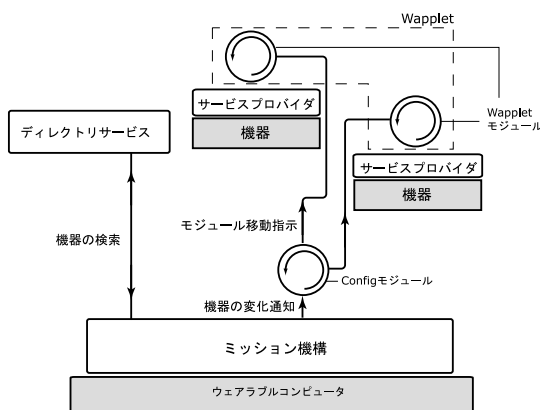 Wapplet
サービスプロバイダ
機器
Wapplet
モジュール
ディレクトリサービス
サービスプロバイダ
機器
モジュール移動指示
機器の検索
Configモジュール
機器の変化通知
ミッション機構
ウェアラブルコンピュータ